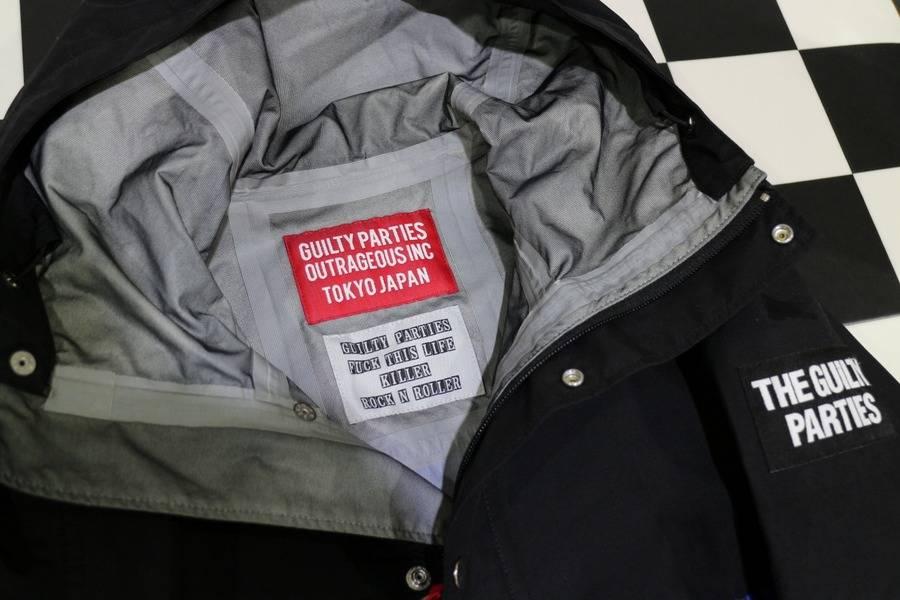 GUILTY PARTIES
OUTRAGEOUS INC
TOKYO JAPAN
GUILTY PARTIES
FUCK THIS LIFE
KILLER
ROCK N ROLLER
THE GUILTY
PARTIES